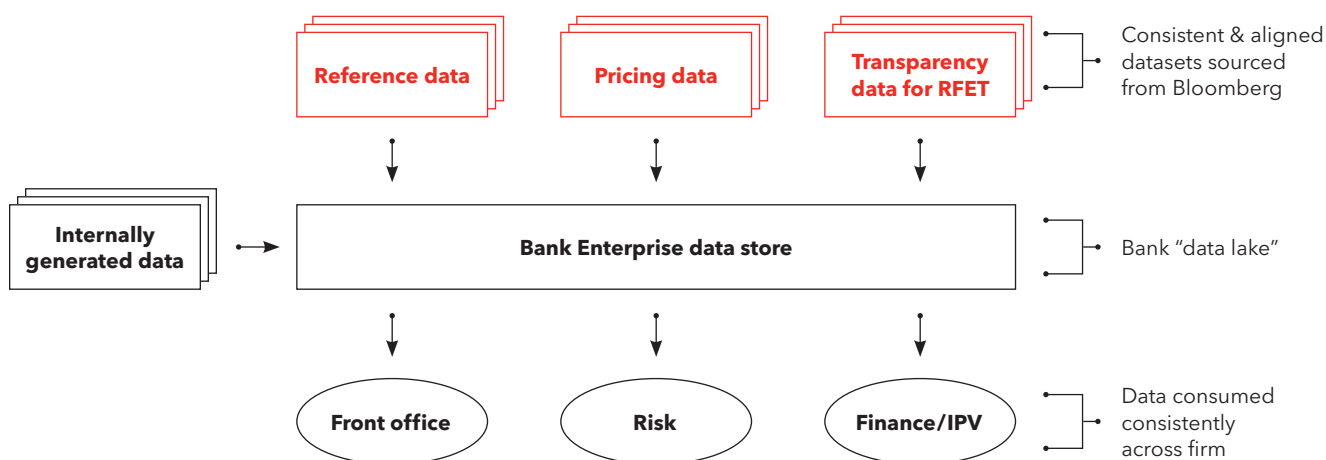 Reference data
Pricing data
Transparency
data for RFET
Consistent & aligned
datasets sourced
from Bloomberg
Internally
generated data
Bank Enterprise data store
Bank “data lake”
Front office
Risk
Finance/IPV
Data consumed
consistently
across firm